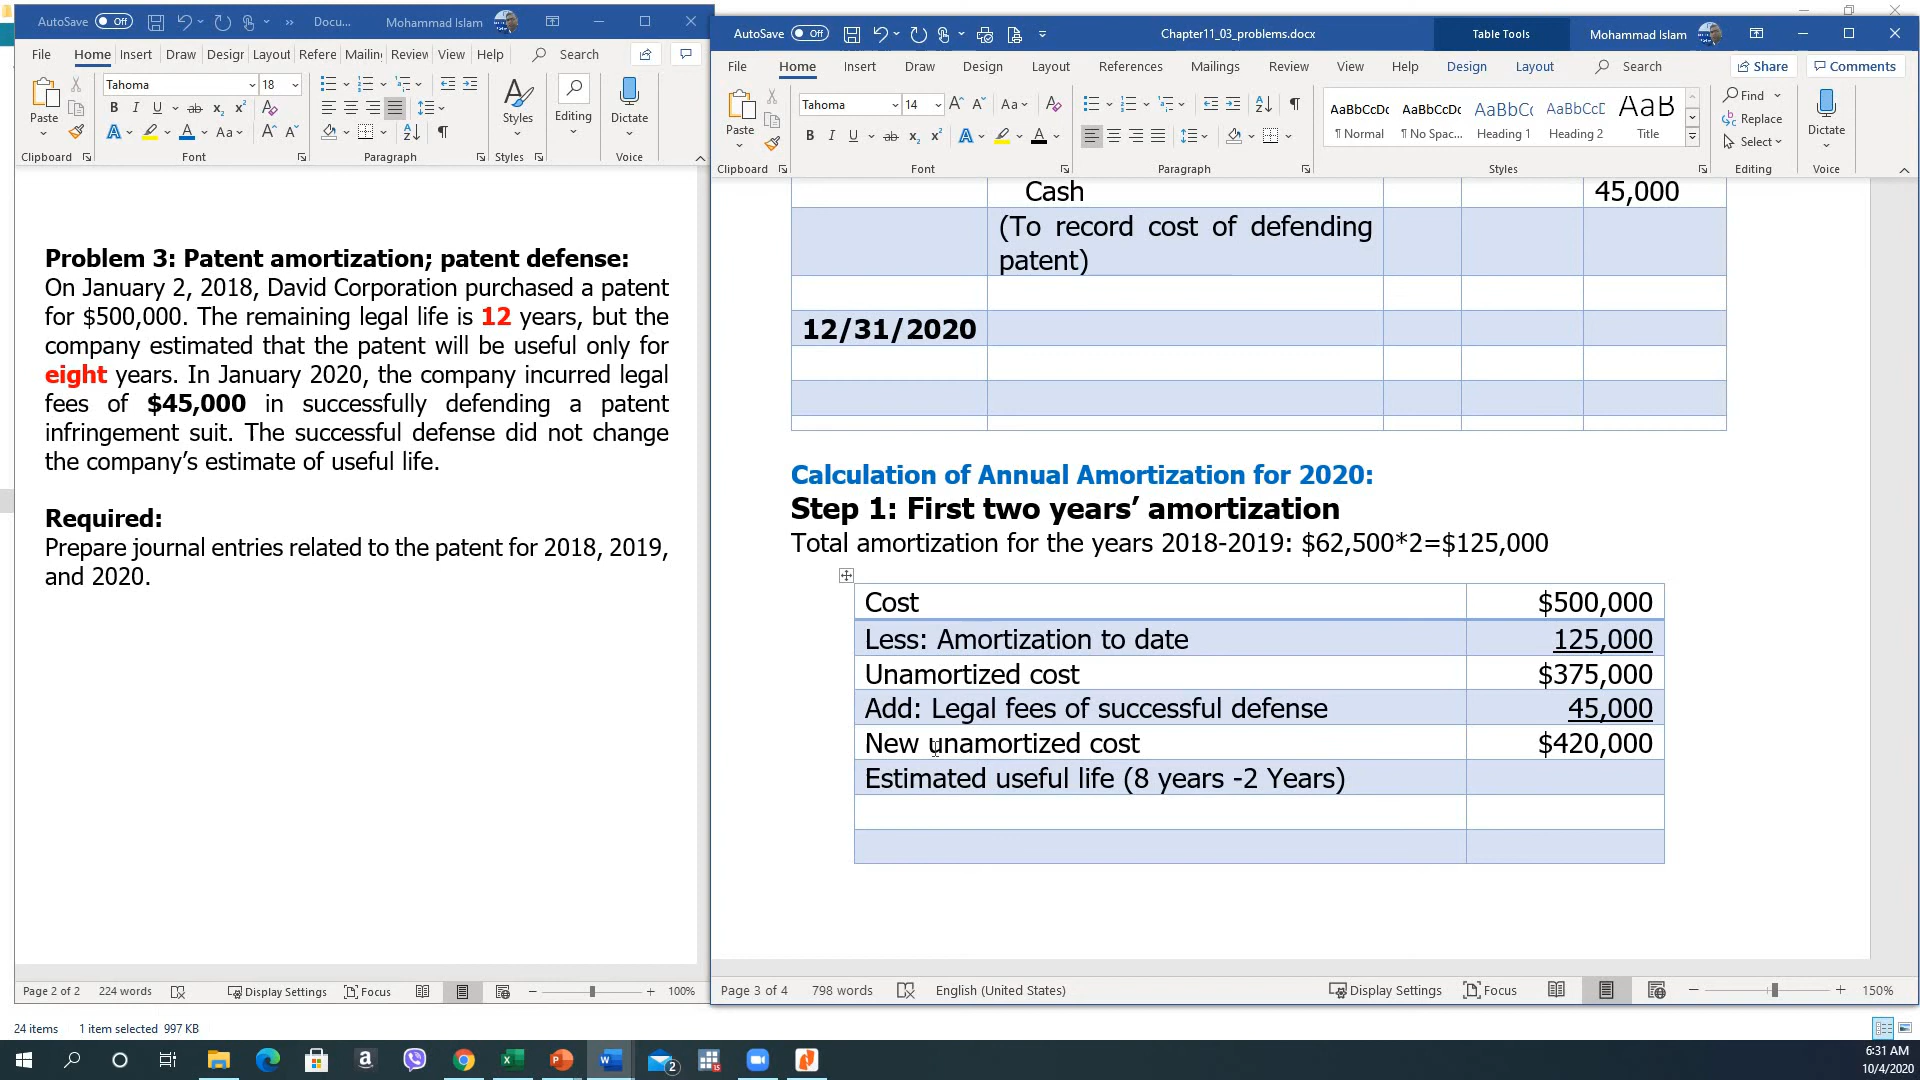 AutoSave Off Docu... Mohammad Islam
File Home Insert Draw Design Layout Refere Mailin Review View Help Search
Tahoma 18
Paste Styles Editing Dictate
Clipboard Font Paragraph Styles Voice
Problem 3: Patent amortization; patent defense:
On January 2, 2018, David Corporation purchased a patent
for $500,000. The remaining legal life is 12 years, but the
company estimated that the patent will be useful only for
eight years. In January 2020, the company incurred legal
fees of $45,000 in successfully defending a patent
infringement suit. The successful defense did not change
the company's estimate of useful life.
Required:
Prepare journal entries related to the patent for 2018, 2019,
and 2020.
Page 2 of 2 224 words Display Settings Focus 100%
24 items 1 item selected 997 KB
AutoSave Off Chapter11_03_problems.docx Table Tools Mohammad Islam
File Home Insert Draw Design Layout References Mailings Review View Help Design Layout Search Share Comments
Tahoma 14
AaBbCcDc AaBbCcDc AaBbCc AaBbCcD AaB
Paste ¶ Normal ¶ No Spac... Heading 1 Heading 2 Title Find Replace Select Dictate
Clipboard Font Paragraph Styles Editing Voice
Cash 45,000
(To record cost of defending
patent)
12/31/2020
Calculation of Annual Amortization for 2020:
Step 1: First two years' amortization
Total amortization for the years 2018-2019: $62,500*2=$125,000
Cost $500,000
Less: Amortization to date 125,000
Unamortized cost $375,000
Add: Legal fees of successful defense 45,000
New unamortized cost $420,000
Estimated useful life (8 years -2 Years)
Page 3 of 4 798 words English (United States) Display Settings Focus 150%
6:31 AM
10/4/2020